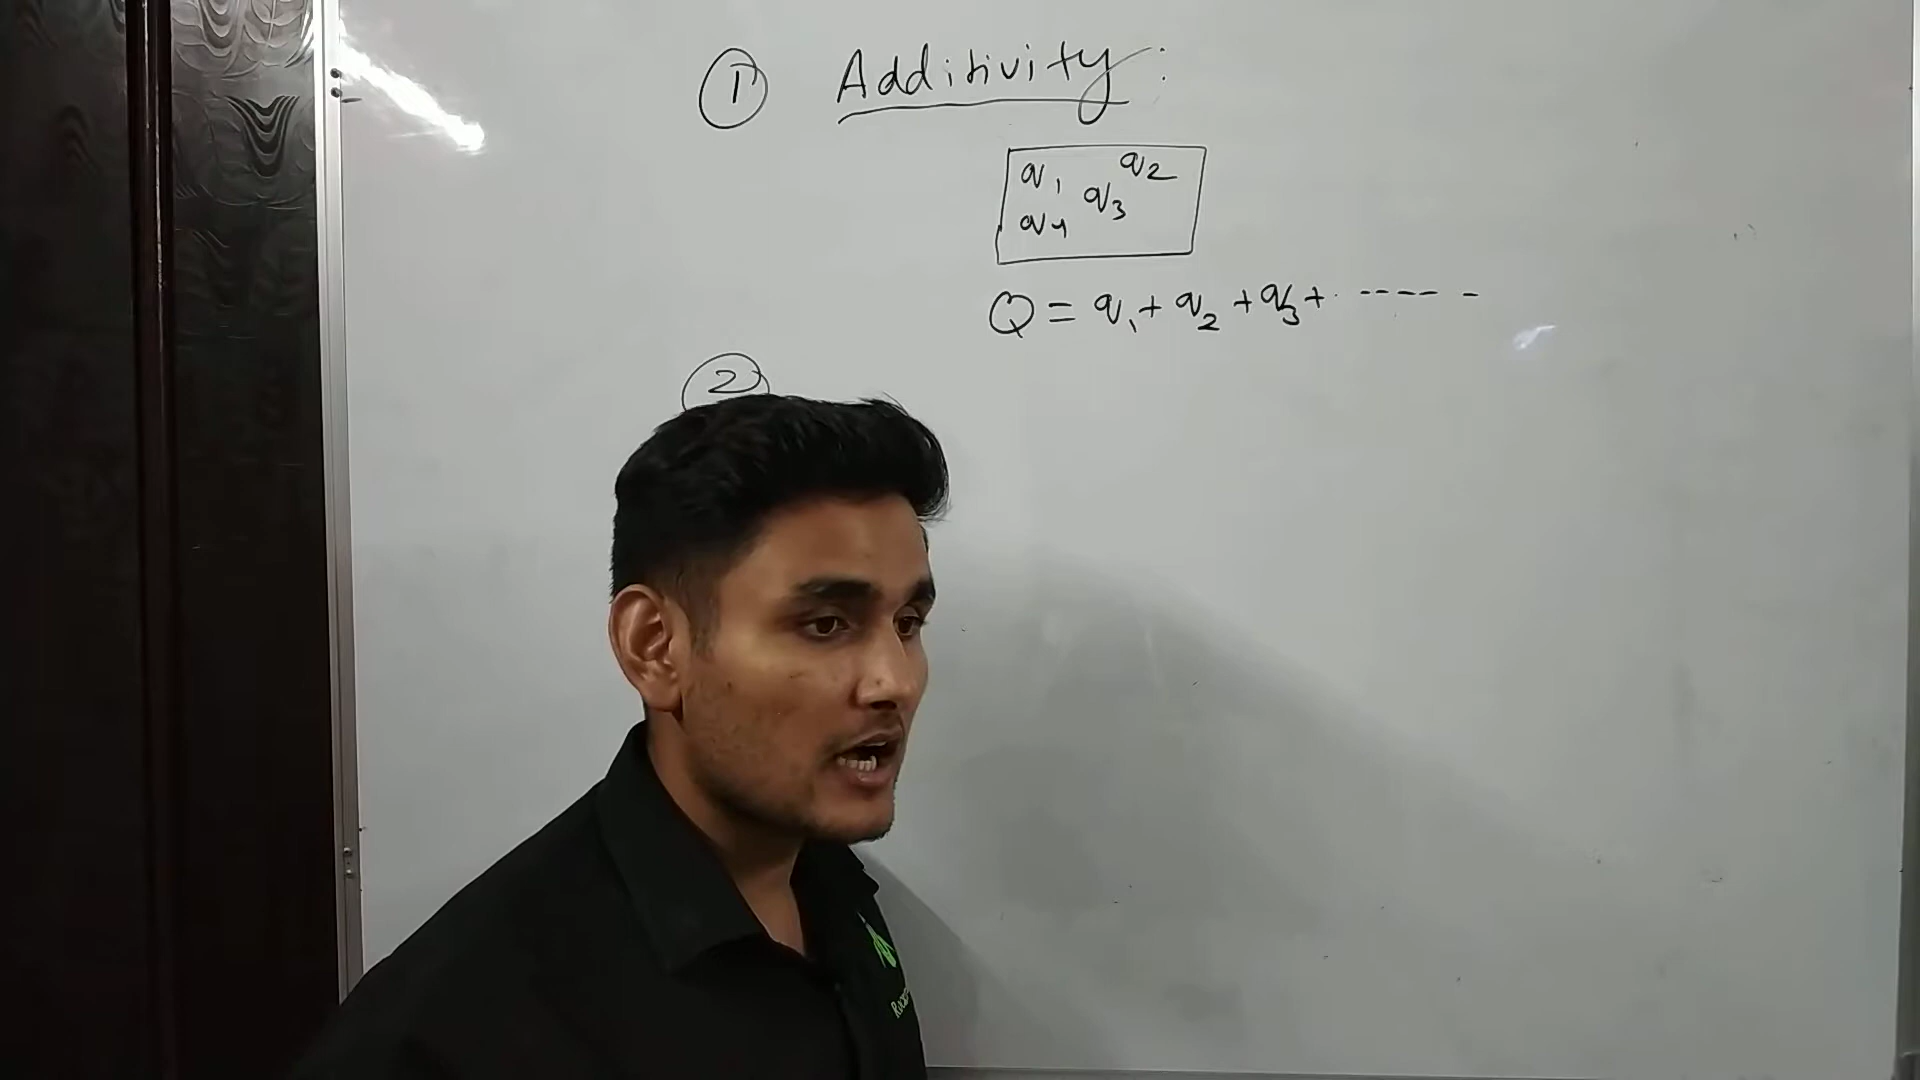 ① Additivity:
q₁ q₂
q₃
q₄
Q = q₁ + q₂ + q₃ + ------
②